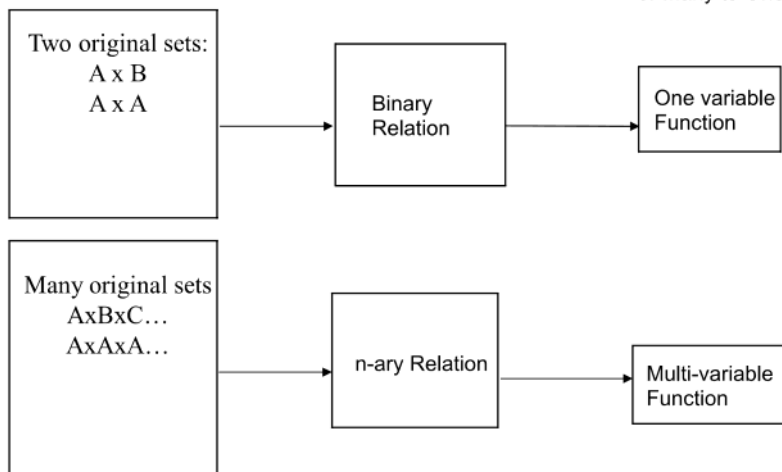 Two original sets:
A x B
A x A
Binary
Relation
One variable
Function
Many original sets
AxBxC…
AxAxA…
n-ary Relation
Multi-variable
Function